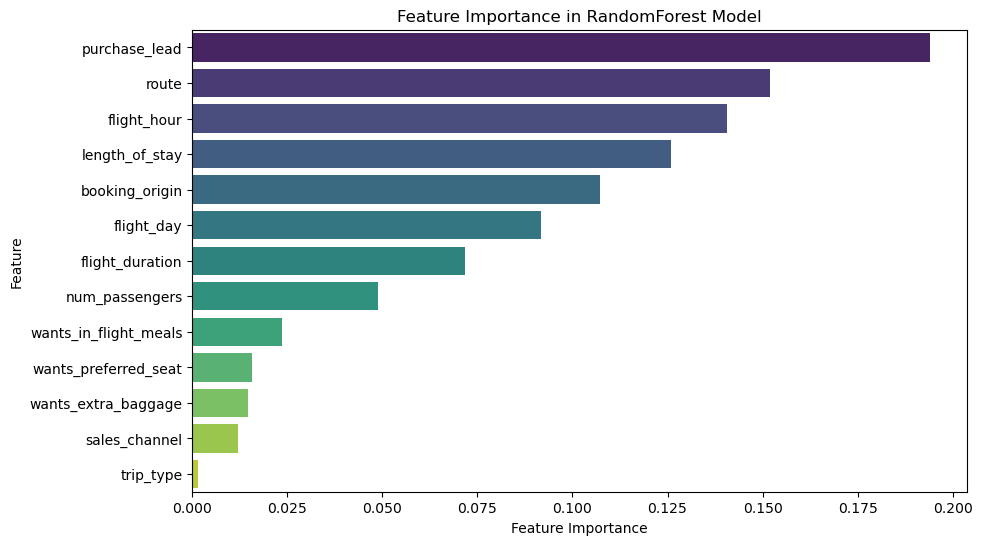 Feature Importance in RandomForest Model
purchase_lead
route
flight_hour
length_of_stay
booking_origin
flight_day
flight_duration
num_passengers
wants_in_flight_meals
wants_preferred_seat
wants_extra_baggage
sales_channel
trip_type
Feature
0.000 0.025 0.050 0.075 0.100 0.125 0.150 0.175 0.200
Feature Importance